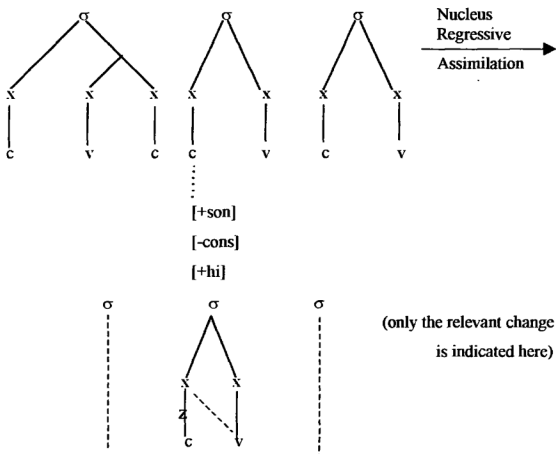 σ σ σ Nucleus
Regressive
Assimilation
x x x x x x x
c v c c v c v
[+son]
[-cons]
[+hi]
σ σ σ
(only the relevant change
is indicated here)
x x
z
c v